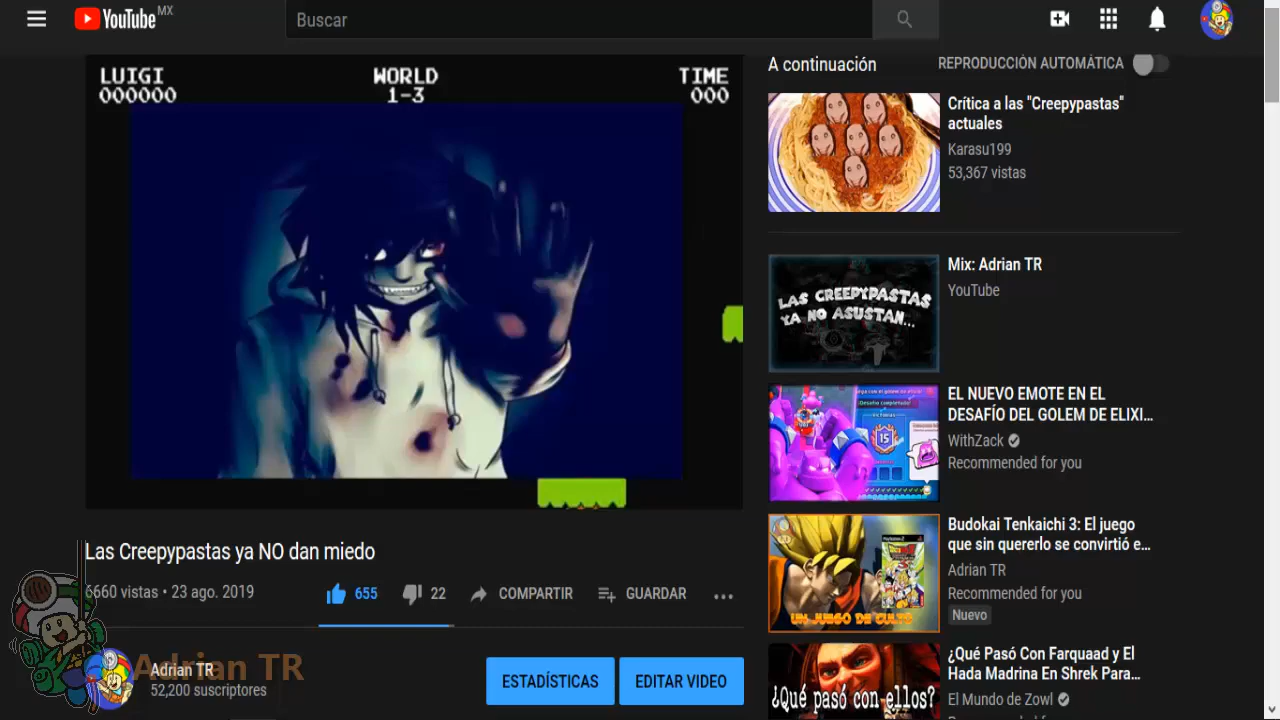 YouTube MX
Buscar
LUIGI
000000
WORLD
1-3
TIME
000
Las Creepypastas ya NO dan miedo
6660 vistas • 23 ago. 2019
655
22
COMPARTIR
GUARDAR
Adrian TR
Adrian TR
52,200 suscriptores
ESTADÍSTICAS
EDITAR VIDEO
A continuación
REPRODUCCIÓN AUTOMÁTICA
Crítica a las "Creepypastas"
actuales
Karasu199
53,367 vistas
LAS CREEPYPASTAS
YA NO ASUSTAN...
Mix: Adrian TR
YouTube
15
EL NUEVO EMOTE EN EL
DESAFÍO DEL GOLEM DE ELIXI...
WithZack
Recommended for you
UN JUEGO DE CULTO
Budokai Tenkaichi 3: El juego
que sin quererlo se convirtió e...
Adrian TR
Recommended for you
Nuevo
¿Qué pasó con ellos?
¿Qué Pasó Con Farquaad y El
Hada Madrina En Shrek Para...
El Mundo de Zowl